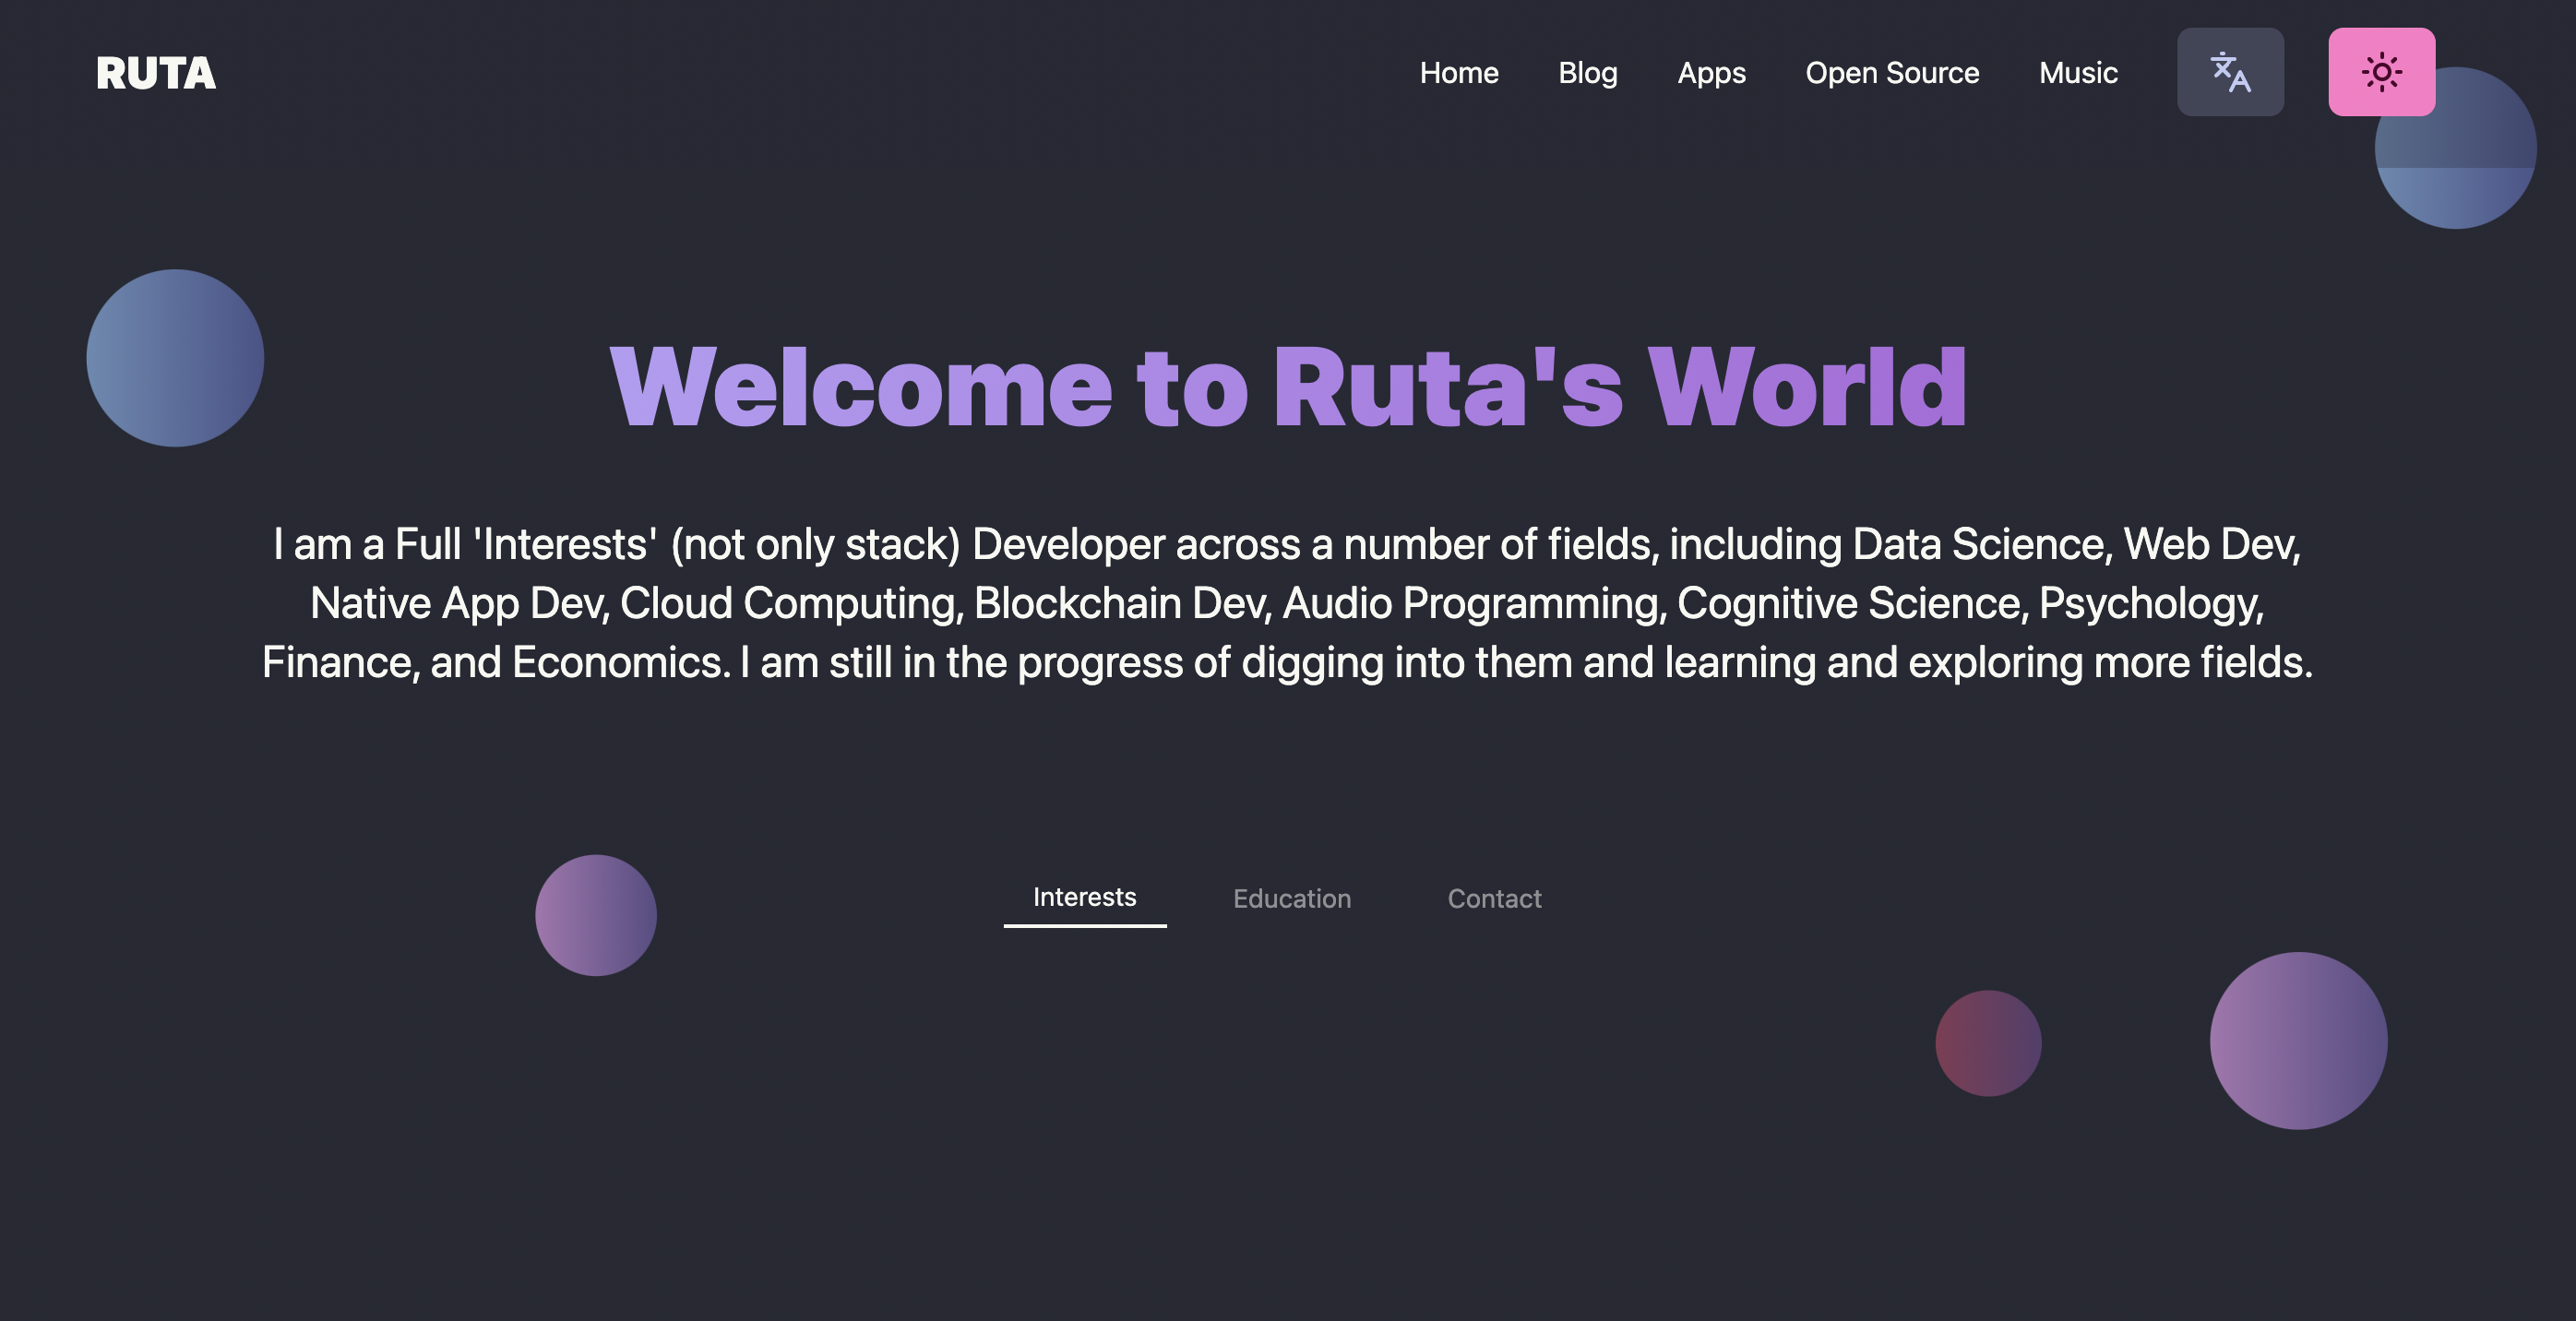 RUTA
Home Blog Apps Open Source Music
Welcome to Ruta's World
I am a Full 'Interests' (not only stack) Developer across a number of fields, including Data Science, Web Dev,
Native App Dev, Cloud Computing, Blockchain Dev, Audio Programming, Cognitive Science, Psychology,
Finance, and Economics. I am still in the progress of digging into them and learning and exploring more fields.
Interests Education Contact